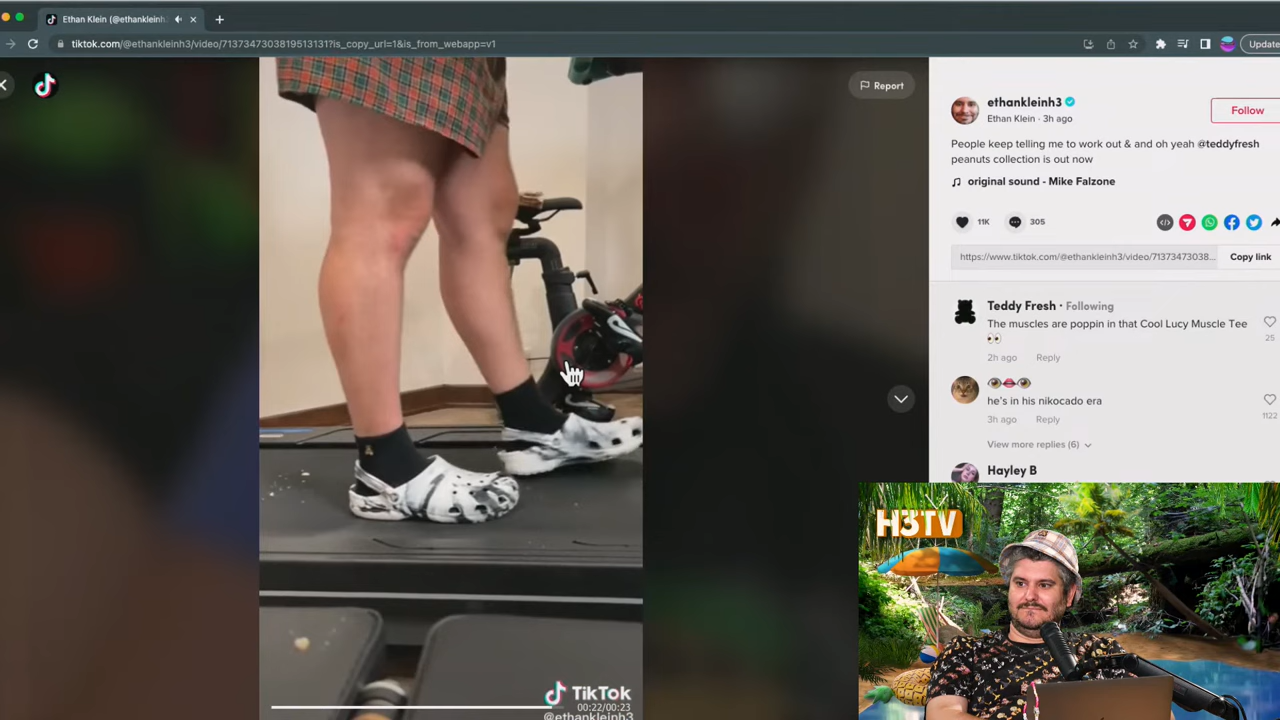 Ethan Klein (@ethankleinh
tiktok.com/@ethankleinh3/video/7137347303819513131?is_copy_url=1&is_from_webapp=v1
Update
Report
ethankleinh3
Ethan Klein · 3h ago
Follow
People keep telling me to work out & and oh yeah @teddyfresh
peanuts collection is out now
original sound - Mike Falzone
11K
305
https://www.tiktok.com/@ethankleinh3/video/71373473038...
Copy link
Teddy Fresh · Following
The muscles are poppin in that Cool Lucy Muscle Tee
👀
25
2h ago
Reply
👁️👄👁️
he's in his nikocado era
1122
3h ago
Reply
View more replies (6)
Hayley B
H3TV
TikTok
00:22/00:23
@ethankleinh3